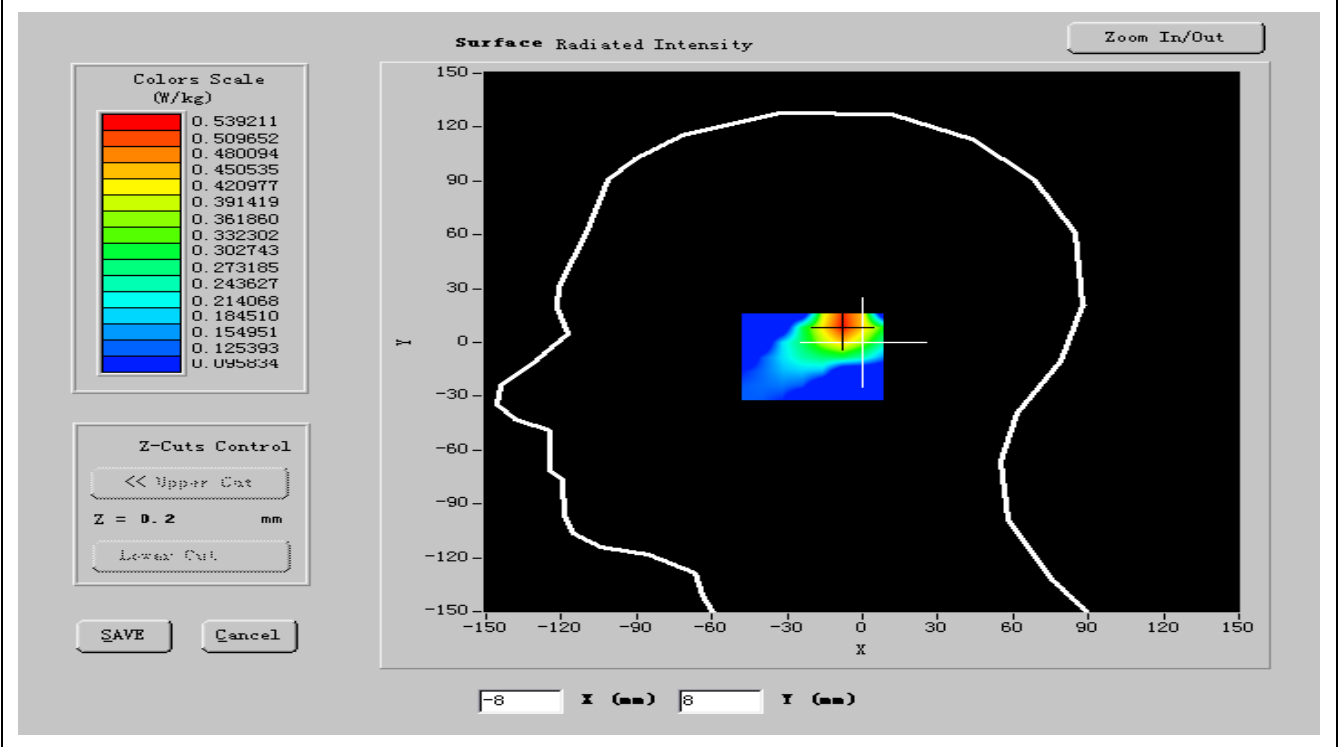 Surface Radiated Intensity
Zoom In/Out
Colors Scale
(W/kg)
0.539211
0.509652
0.480094
0.450535
0.420977
0.391419
0.361860
0.332302
0.302743
0.273185
0.243627
0.214068
0.184510
0.154951
0.125393
0.095834
Z-Cuts Control
<< Upper Cut
Z = 0.2 mm
Lower Cut
SAVE Cancel
150
120
90
60
30
0
-30
-60
-90
-120
-150
Y
-150 -120 -90 -60 -30 0 30 60 90 120 150
X
-8 X (mm) 8 Y (mm)